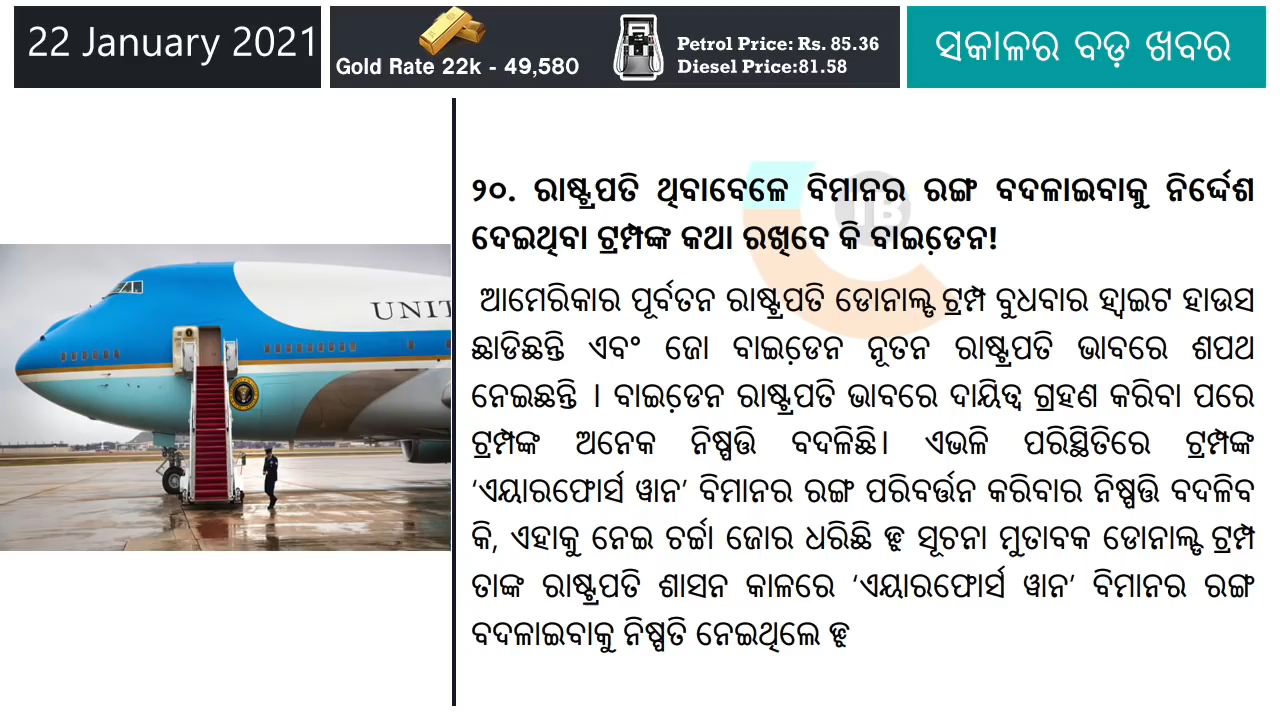 22 January 2021
Gold Rate 22k - 49,580
Petrol Price: Rs. 85.36
Diesel Price:81.58
ସକାଳର ବଡ଼ ଖବର
୨୦. ରାଷ୍ଟ୍ରପତି ଥିବାବେଳେ ବିମାନର ରଙ୍ଗ ବଦଳାଇବାକୁ ନିର୍ଦ୍ଦେଶ
ଦେଇଥିବା ଟ୍ରମ୍ପଙ୍କ କଥା ରଖିବେ କି ବାଇଡ଼େନ!
ଆମେରିକାର ପୂର୍ବତନ ରାଷ୍ଟ୍ରପତି ଡୋନାଲ୍ଡ ଟ୍ରମ୍ପ ବୁଧବାର ହ୍ୱାଇଟ ହାଉସ
ଛାଡିଛନ୍ତି ଏବଂ ଜୋ ବାଇଡ଼େନ ନୂତନ ରାଷ୍ଟ୍ରପତି ଭାବରେ ଶପଥ
ନେଇଛନ୍ତି । ବାଇଡ଼େନ ରାଷ୍ଟ୍ରପତି ଭାବରେ ଦାୟିତ୍ୱ ଗ୍ରହଣ କରିବା ପରେ
ଟ୍ରମ୍ପଙ୍କ ଅନେକ ନିଷ୍ପତ୍ତି ବଦଳିଛି। ଏଭଳି ପରିସ୍ଥିତିରେ ଟ୍ରମ୍ପଙ୍କ
‘ଏୟାରଫୋର୍ସ ୱାନ’ ବିମାନର ରଙ୍ଗ ପରିବର୍ତ୍ତନ କରିବାର ନିଷ୍ପତ୍ତି ବଦଳିବ
କି, ଏହାକୁ ନେଇ ଚର୍ଚ୍ଚା ଜୋର ଧରିଛି ଢ଼ ସୂଚନା ମୁତାବକ ଡୋନାଲ୍ଡ ଟ୍ରମ୍ପ
ତାଙ୍କ ରାଷ୍ଟ୍ରପତି ଶାସନ କାଳରେ ‘ଏୟାରଫୋର୍ସ ୱାନ’ ବିମାନର ରଙ୍ଗ
ବଦଳାଇବାକୁ ନିଷ୍ପତି ନେଇଥିଲେ ଢ଼
UNIT